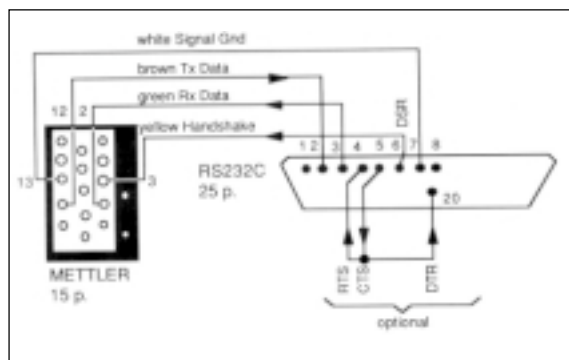 white Signal Gnd
brown Tx Data
12 2
green Rx Data
yellow Handshake
DSR
1 2 3 4 5 6 7 8
13
3
RS232C
25 p.
20
METTLER
15 p.
RTS
CTS
DTR
optional